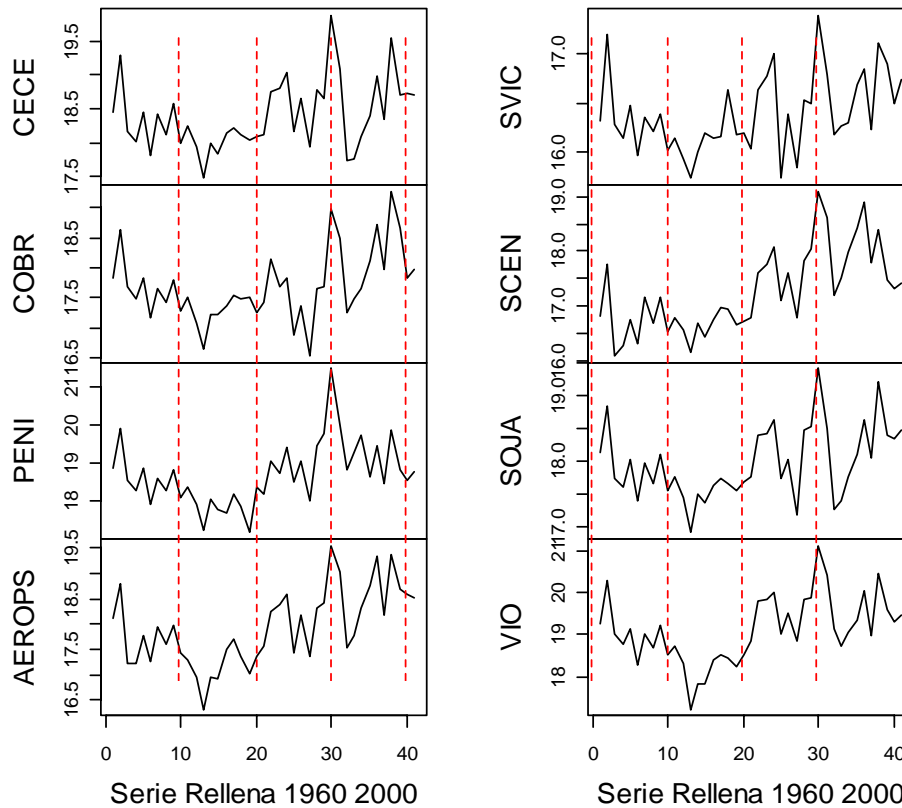 CECE
17.5 18.5 19.5
COBR
16.5 17.5 18.5
PENI
18 19 20 21
AEROPS
16.5 17.5 18.5 19.5
0 10 20 30 40
Serie Rellena 1960 2000
SVIC
16.0 17.0
SCEN
16.0 17.0 18.0 19.0
SOJA
17.0 18.0 19.0
VIO
18 19 20 21
0 10 20 30 40
Serie Rellena 1960 2000